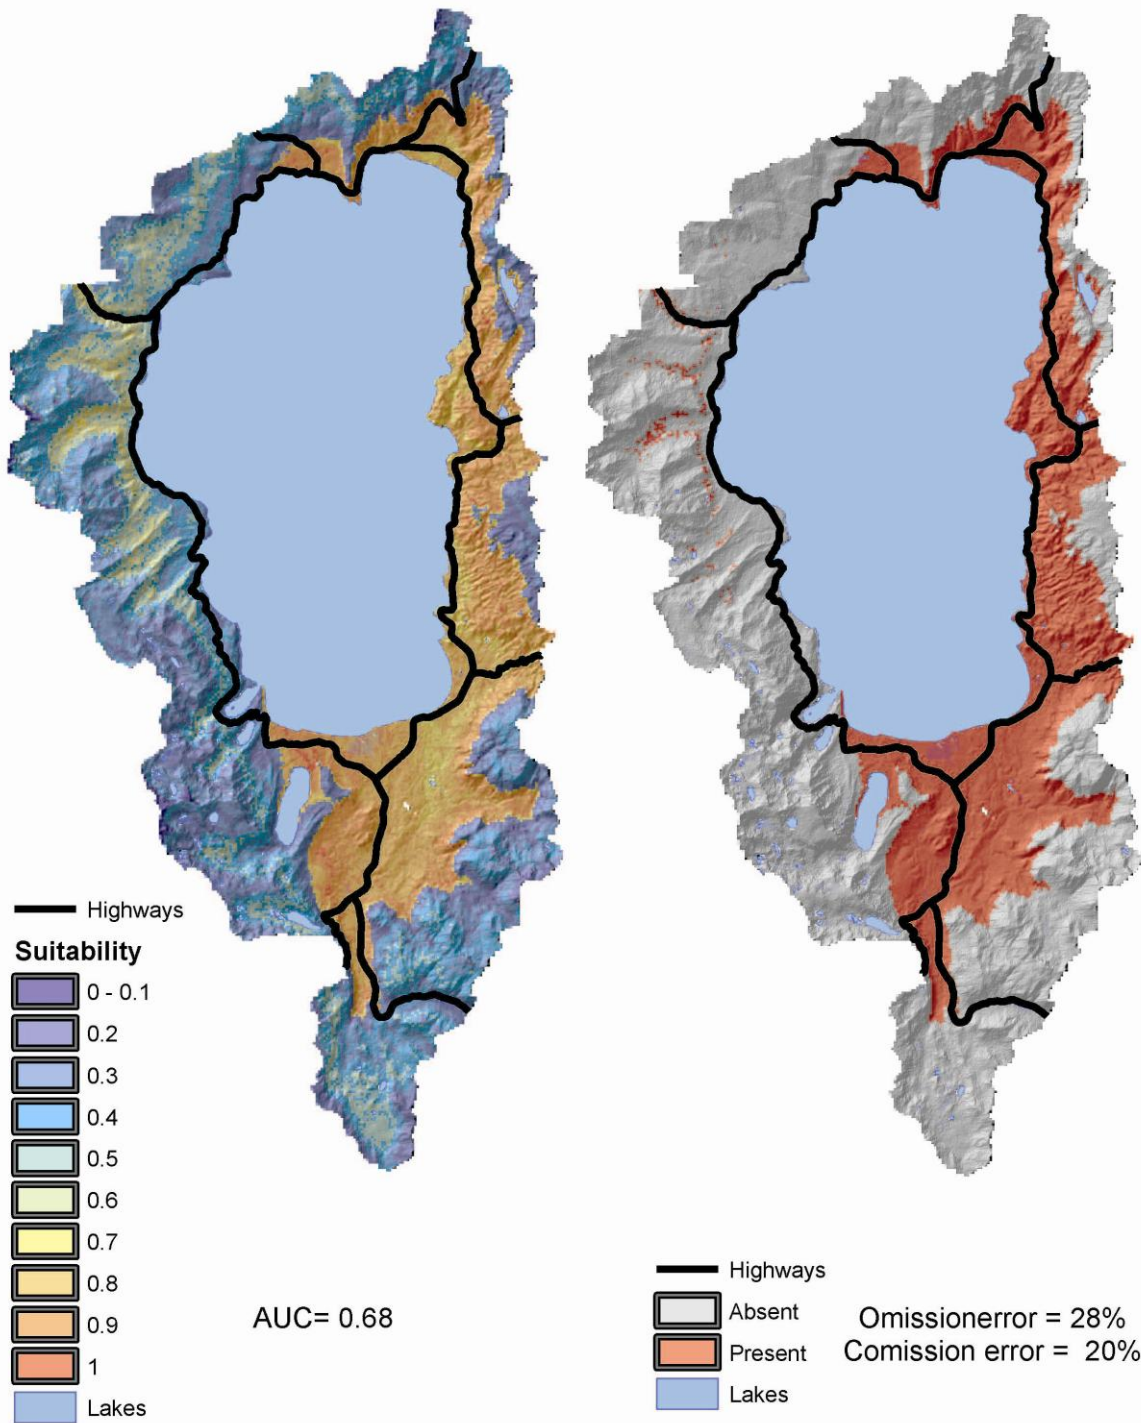 Highways
Suitability
0 - 0.1
0.2
0.3
0.4
0.5
0.6
0.7
0.8
0.9
1
Lakes
AUC= 0.68
Highways
Absent
Present
Lakes
Omissionerror = 28%
Comission error = 20%